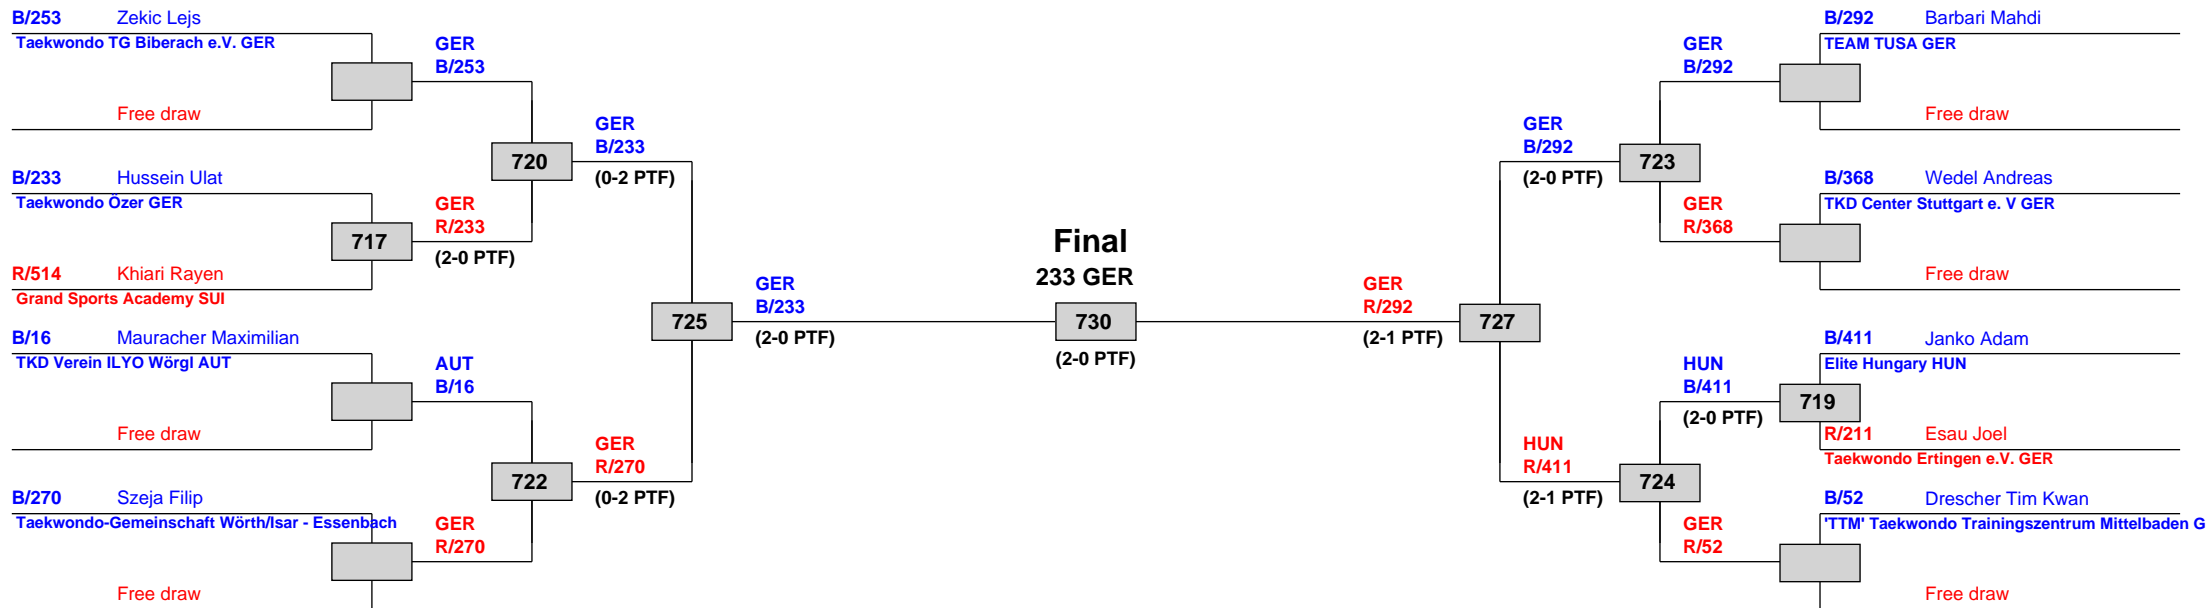 B/253 Zekic Lejs
Taekwondo TG Biberach e.V. GER
Free draw
B/233 Hussein Ulat
Taekwondo Özer GER
717
R/514 Khiari Rayen
Grand Sports Academy SUI
B/16 Mauracher Maximilian
TKD Verein ILYO Wörgl AUT
Free draw
B/270 Szeja Filip
Taekwondo-Gemeinschaft Wörth/Isar - Essenbach
Free draw
GER
B/253
720
GER
R/233
(2-0 PTF)
AUT
B/16
722
GER
R/270
GER
B/233
(0-2 PTF)
725
GER
R/270
(0-2 PTF)
GER
B/233
(2-0 PTF)
Final
233 GER
730
(2-0 PTF)
GER
R/292
(2-1 PTF)
727
GER
B/292
(2-0 PTF)
HUN
R/411
(2-1 PTF)
GER
B/292
723
GER
R/368
HUN
B/411
(2-0 PTF)
724
GER
R/52
B/292 Barbari Mahdi
TEAM TUSA GER
Free draw
B/368 Wedel Andreas
TKD Center Stuttgart e. V GER
Free draw
B/411 Janko Adam
Elite Hungary HUN
719
R/211 Esau Joel
Taekwondo Ertingen e.V. GER
B/52 Drescher Tim Kwan
'TTM' Taekwondo Trainingszentrum Mittelbaden G
Free draw